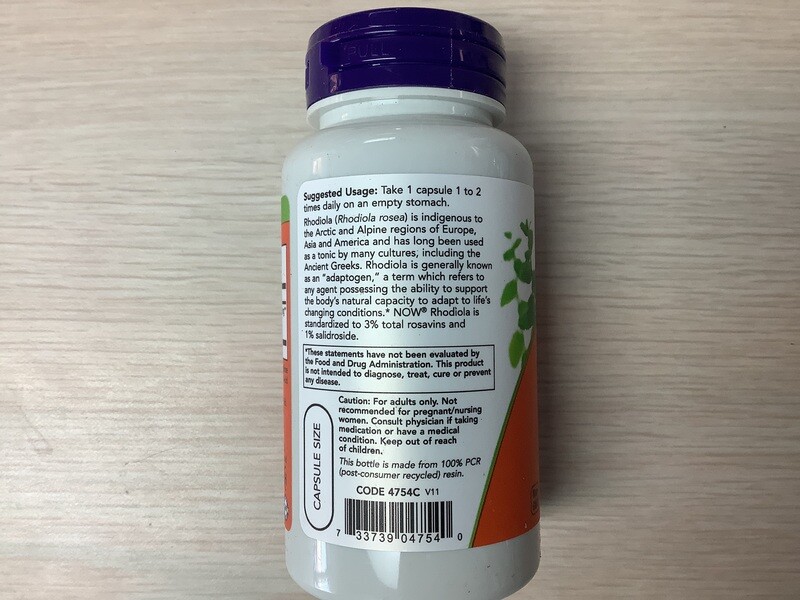 PULL
Suggested Usage: Take 1 capsule 1 to 2
times daily on an empty stomach.
Rhodiola (Rhodiola rosea) is indigenous to
the Arctic and Alpine regions of Europe,
Asia and America and has long been used
as a tonic by many cultures, including the
Ancient Greeks. Rhodiola is generally known
as an “adaptogen,” a term which refers to
any agent possessing the ability to support
the body's natural capacity to adapt to life's
changing conditions.* NOW® Rhodiola is
standardized to 3% total rosavins and
1% salidroside.
*These statements have not been evaluated by
the Food and Drug Administration. This product
is not intended to diagnose, treat, cure or prevent
any disease.
Caution: For adults only. Not
recommended for pregnant/nursing
women. Consult physician if taking
medication or have a medical
condition. Keep out of reach
of children.
CAPSULE SIZE
This bottle is made from 100% PCR
(post-consumer recycled) resin.
CODE 4754C V11
7 33739 04754 0